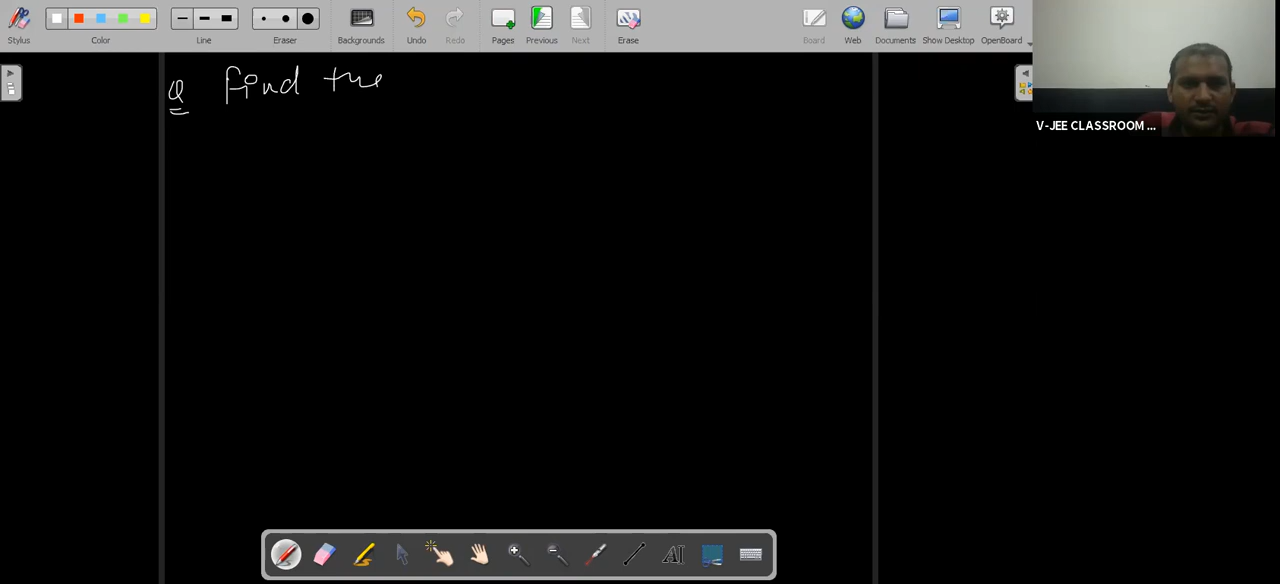 Stylus Color Line Eraser Backgrounds Undo Redo Pages Previous Next Erase Board Web Documents Show Desktop OpenBoard
Q find the
V-JEE CLASSROOM ...
AI